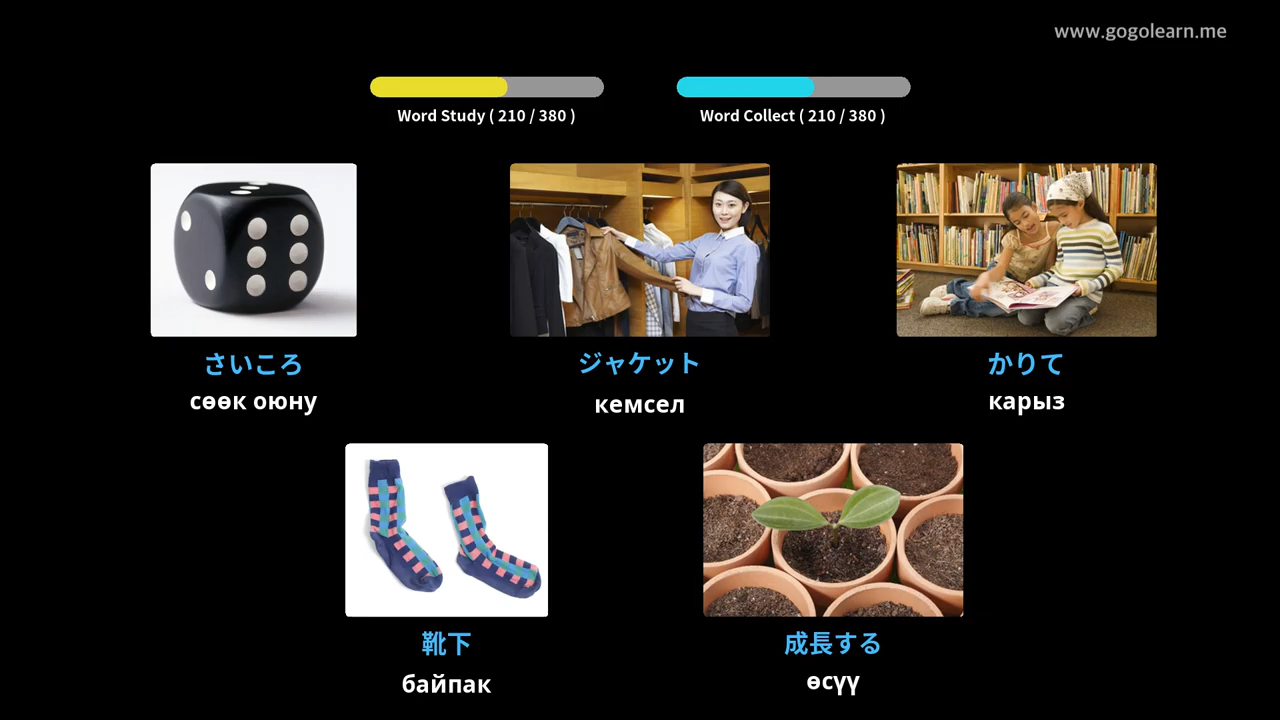 www.gogolearn.me
Word Study ( 210 / 380 )
Word Collect ( 210 / 380 )
さいころ
сөөк оюну
ジャケット
кемсел
かりて
карыз
靴下
байпак
成長する
өсүү